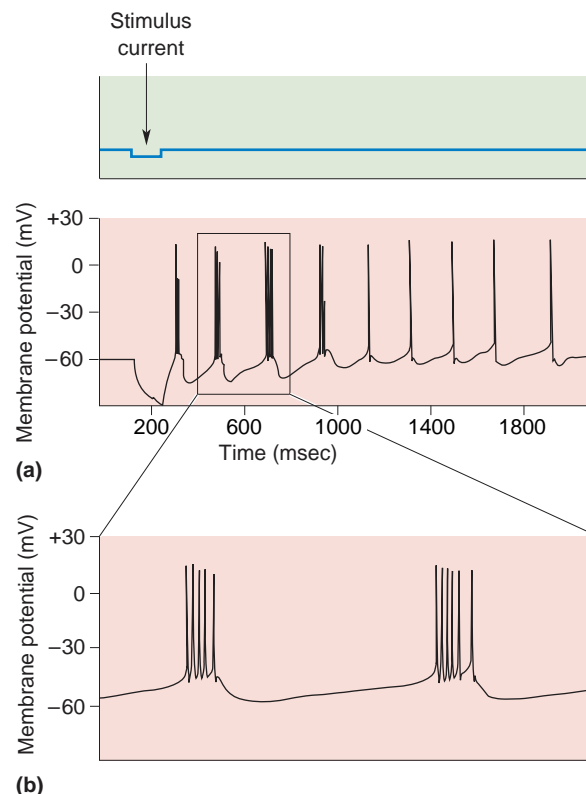 Stimulus
current
Membrane potential (mV)
+30
0
−30
−60
200
600
1000
1400
1800
Time (msec)
(a)
Membrane potential (mV)
+30
0
−30
−60
(b)